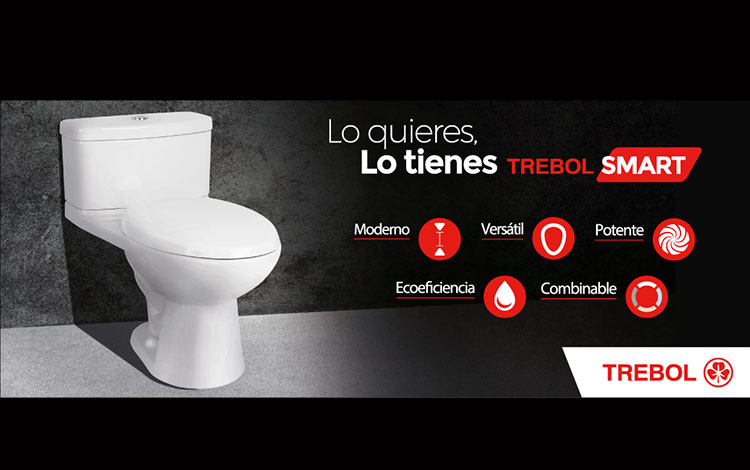 Lo quieres,
Lo tienes TREBOL SMART
Moderno
Versátil
Potente
Ecoeficiencia
Combinable
TREBOL